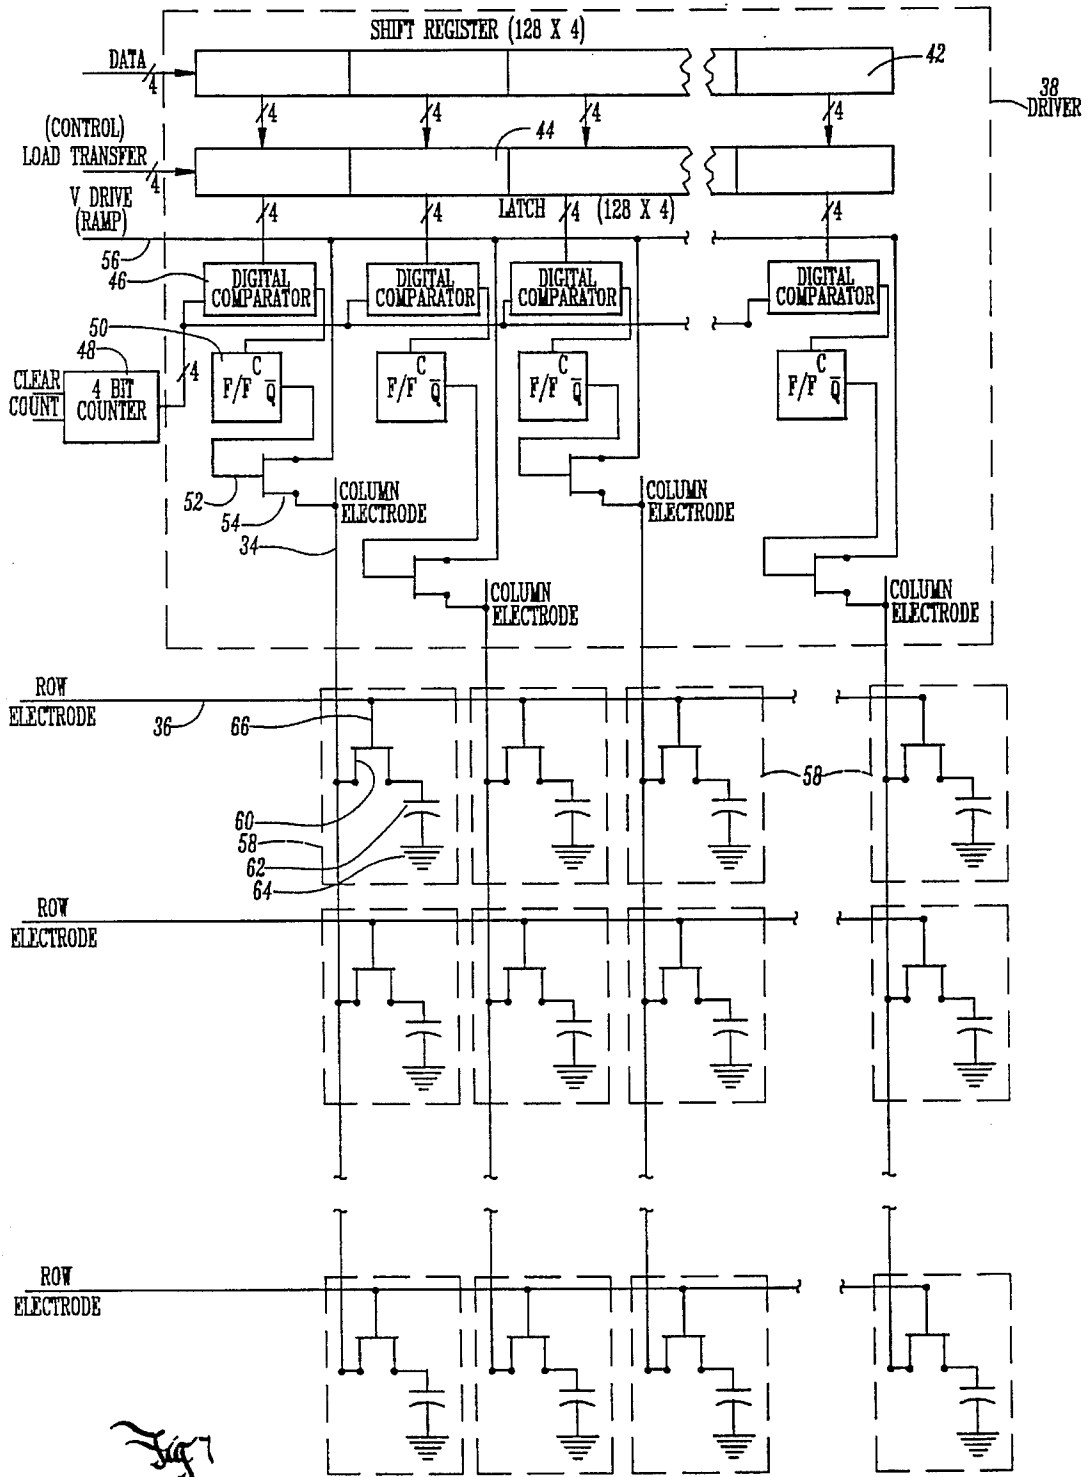 SHIFT REGISTER (128 X 4)
DATA
4
42
38
DRIVER
4
4
4
4
(CONTROL)
LOAD TRANSFER
4
44
V DRIVE
(RAMP)
4
4
LATCH
4
(128 X 4)
4
56
46
DIGITAL
COMPARATOR
DIGITAL
COMPARATOR
DIGITAL
COMPARATOR
DIGITAL
COMPARATOR
50
48
4
C
F/F Q̅
C
F/F Q̅
C
F/F Q̅
C
F/F Q̅
CLEAR
COUNT
4 BIT
COUNTER
52
54
34
COLUMN
ELECTRODE
COLUMN
ELECTRODE
COLUMN
ELECTRODE
COLUMN
ELECTRODE
ROW
ELECTRODE
36
66
60
58
62
64
58
ROW
ELECTRODE
ROW
ELECTRODE
Fig 7